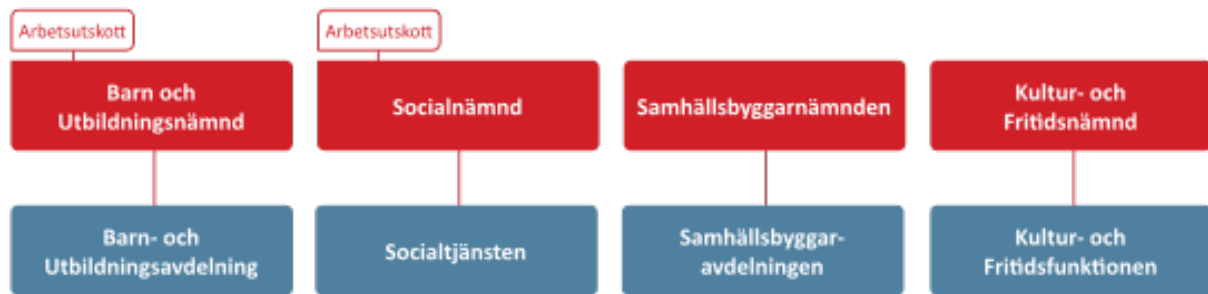 Arbetsutskott
Arbetsutskott
Barn och
Utbildningsnämnd
Socialnämnd
Samhällsbyggarnämnden
Kultur- och
Fritidsnämnd
Barn- och
Utbildningsavdelning
Socialtjänsten
Samhällsbyggar-
avdelningen
Kultur- och
Fritidsfunktionen